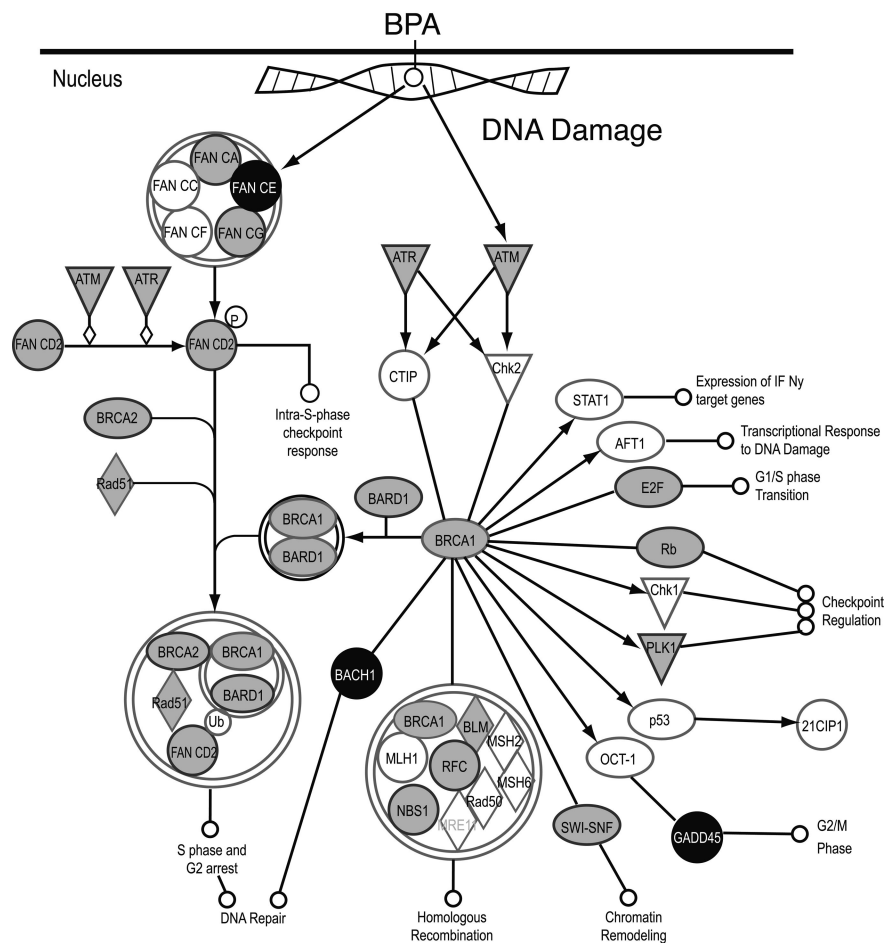 BPA
Nucleus
DNA Damage
FAN CA
FAN CC
FAN CE
FAN CF
FAN CG
ATM
ATR
FAN CD2
FAN CD2
P
ATR
ATM
CTIP
Chk2
Intra-S-phase
checkpoint
response
BRCA2
Rad51
BRCA1
BARD1
BARD1
BRCA1
STAT1
Expression of IF Ny
target genes
AFT1
Transcriptional Response
to DNA Damage
E2F
G1/S phase
Transition
Rb
Chk1
PLK1
Checkpoint
Regulation
p53
21CIP1
OCT-1
GADD45
G2/M
Phase
SWI-SNF
Chromatin
Remodeling
BRCA2
BRCA1
BARD1
Rad51
Ub
FAN CD2
S phase and
G2 arrest
DNA Repair
BACH1
BRCA1
BLM
MSH2
MLH1
RFC
MSH6
Rad50
NBS1
MRE11
Homologous
Recombination